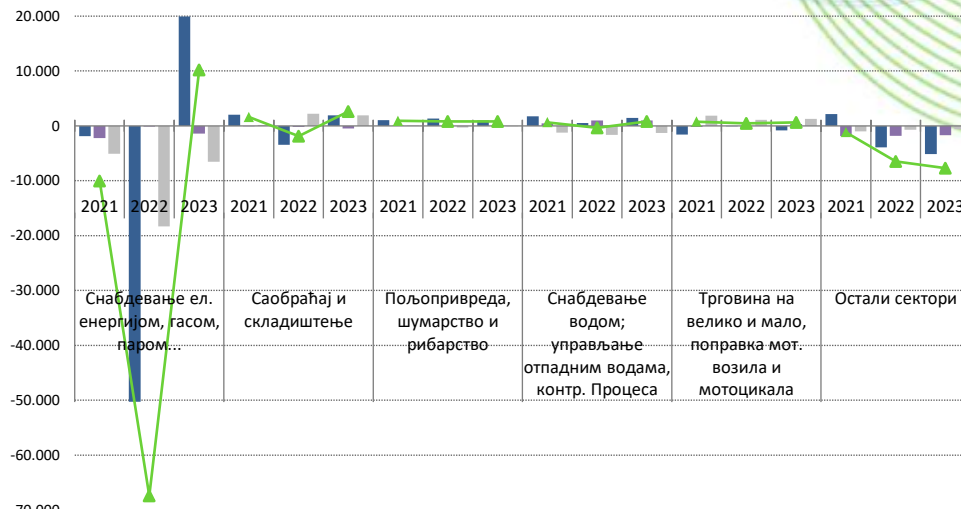 20.000
10.000
0
-10.000
2021 2022 2023 2021 2022 2023 2021 2022 2023 2021 2022 2023 2021 2022 2023 2021 2022 2023
-20.000
-30.000
Снабдевање ел.
енергијом, гасом,
паром...
Саобраћај и
складиштење
Пољопривреда,
шумарство и
рибарство
Снабдевање
водом;
управљање
отпадним водама,
контр. Процеса
Трговина на
велико и мало,
поправка мот.
возила и
мотоцикала
Остали сектори
-40.000
-50.000
-60.000
-70.000